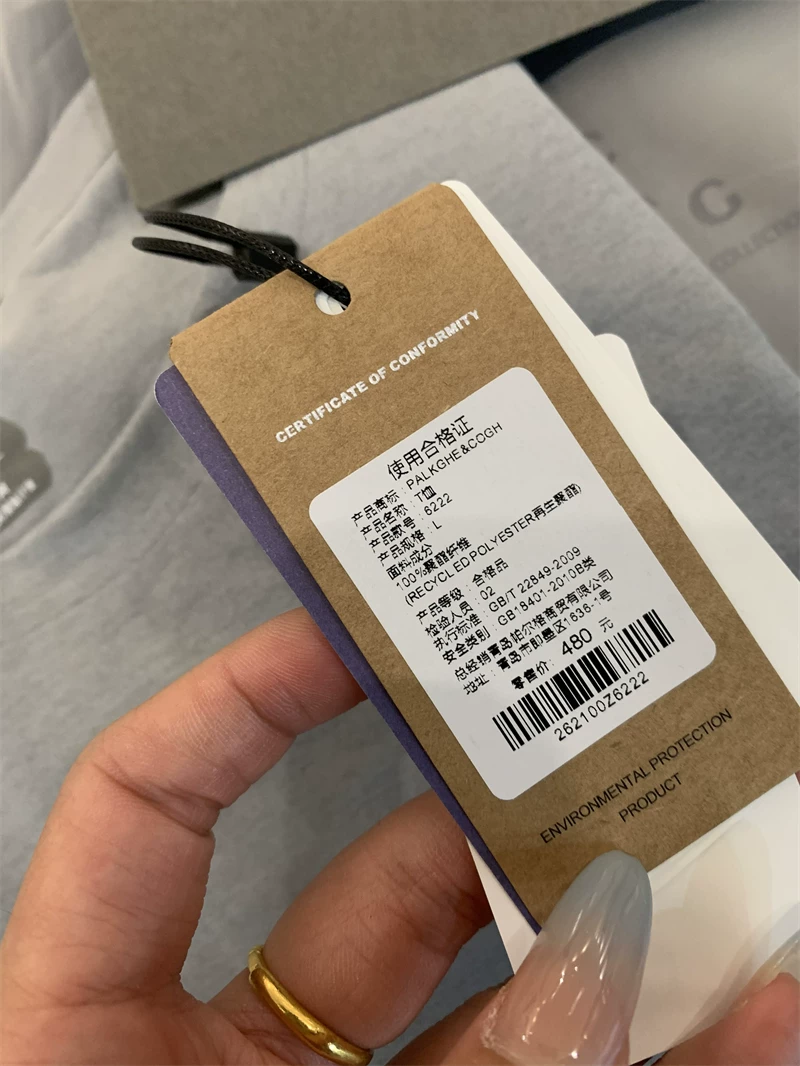 CERTIFICATE OF CONFORMITY
使用合格证
产品商标：PALKGHE&COGH
产品名称：T恤
产品款号：6222
产品规格：L
面料成分
100%聚酯纤维
(RECYCLED POLYESTER再生聚酯)
产品等级：合格品
检验人员：02
执行标准：GB/T 22849-2009
安全类别：GB18401-2010B类
总经销青岛帕尔格商贸有限公司
地址：青岛市即墨区1636-1号
零售价：480 元
262100Z6222
ENVIRONMENTAL PROTECTION
PRODUCT
G